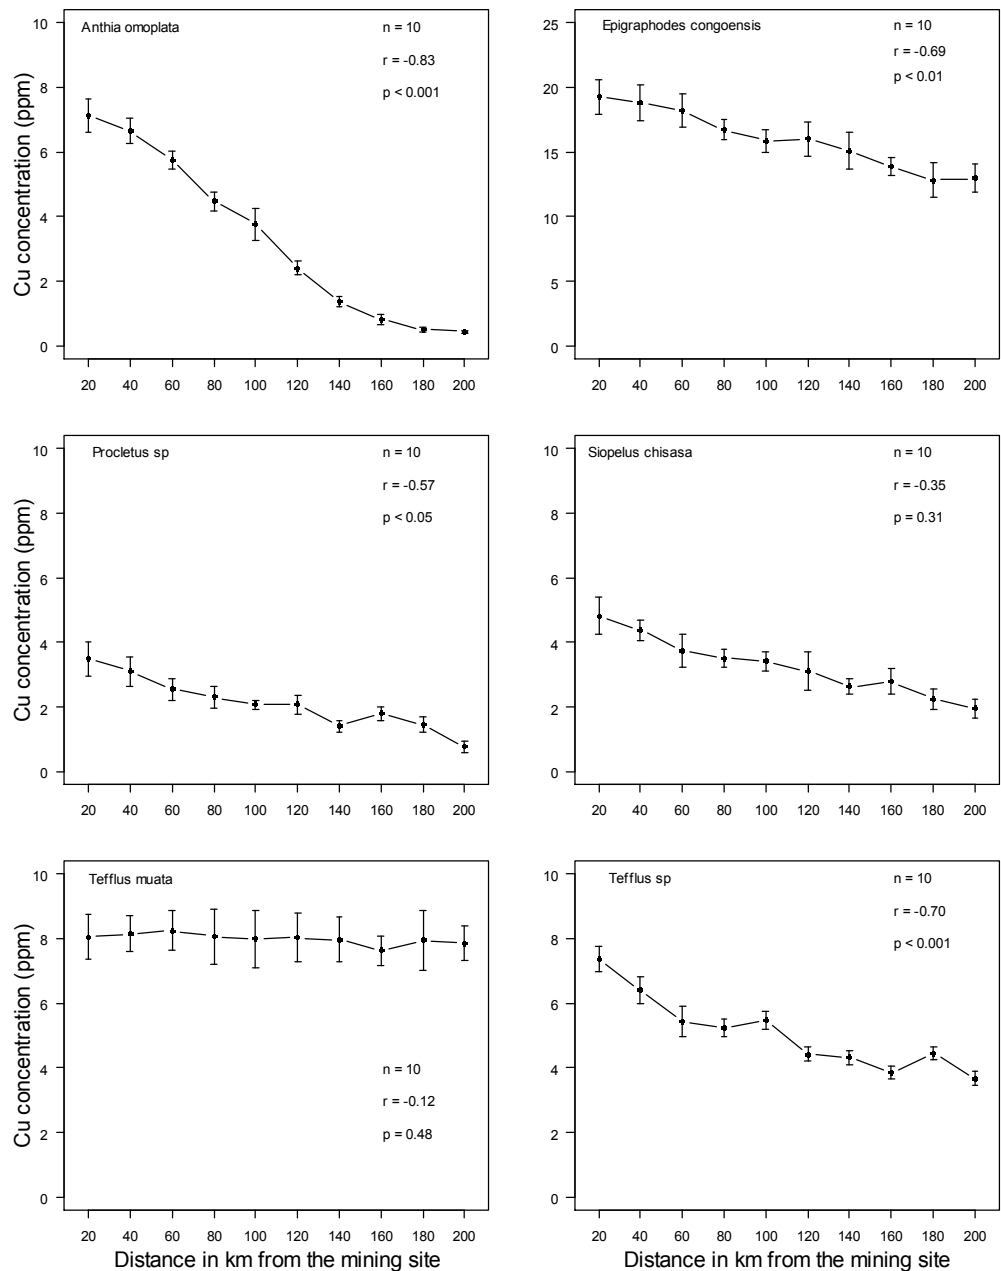 Anthia omoplata
n = 10
r = -0.83
p < 0.001
Cu concentration (ppm)
10
8
6
4
2
0
20 40 60 80 100 120 140 160 180 200
Epigraphodes congoensis
n = 10
r = -0.69
p < 0.01
25
20
15
10
5
0
20 40 60 80 100 120 140 160 180 200
Procletus sp
n = 10
r = -0.57
p < 0.05
Cu concentration (ppm)
10
8
6
4
2
0
20 40 60 80 100 120 140 160 180 200
Siopelus chisasa
n = 10
r = -0.35
p = 0.31
10
8
6
4
2
0
20 40 60 80 100 120 140 160 180 200
Tefflus muata
n = 10
r = -0.12
p = 0.48
Cu concentration (ppm)
10
8
6
4
2
0
20 40 60 80 100 120 140 160 180 200
Distance in km from the mining site
Tefflus sp
n = 10
r = -0.70
p < 0.001
10
8
6
4
2
0
20 40 60 80 100 120 140 160 180 200
Distance in km from the mining site